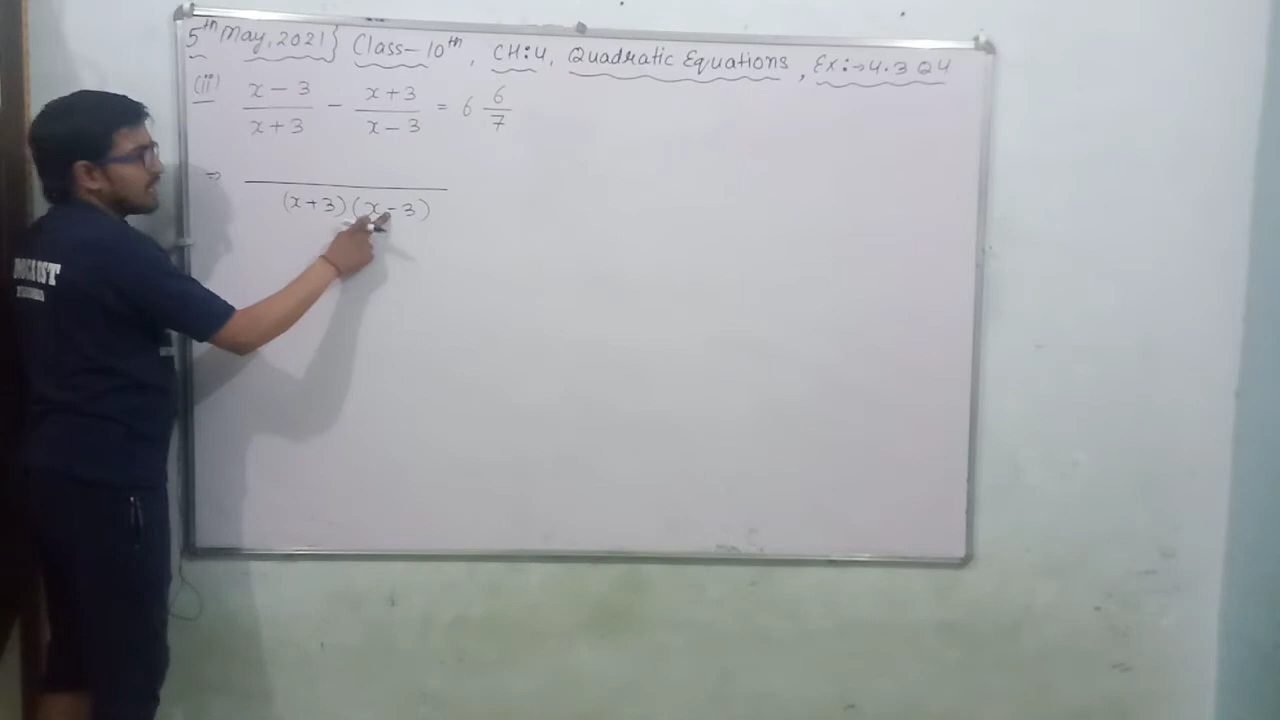 5th May, 2021} Class-10th, CH:4, Quadratic Equations, Ex:→4.3 Q4
(ii) x-3/x+3 - x+3/x-3 = 6 6/7
⇒ /(x+3)(x-3)